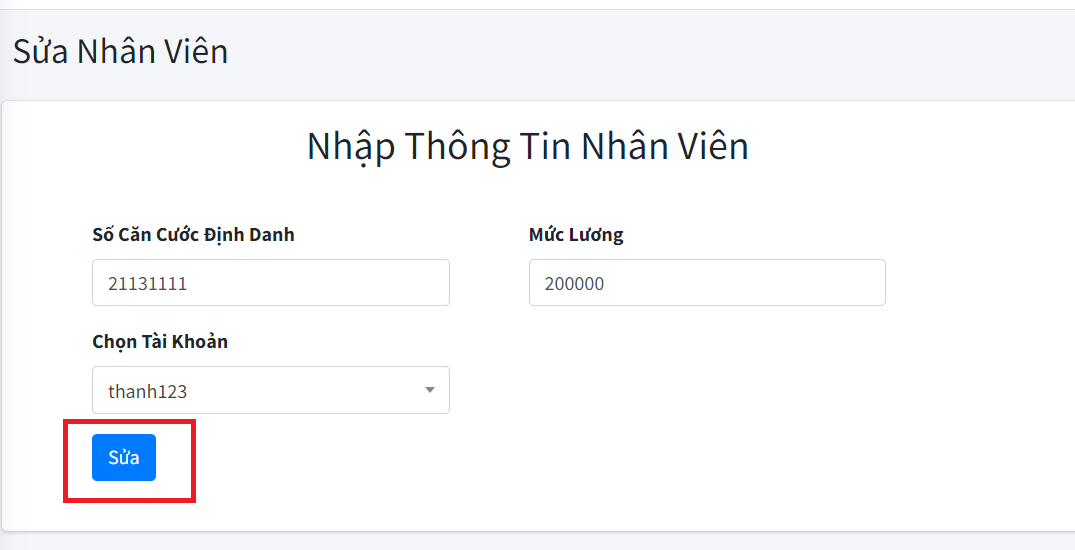 Sửa Nhân Viên
Nhập Thông Tin Nhân Viên
Số Căn Cước Định Danh
Mức Lương
21131111
200000
Chọn Tài Khoản
thanh123
Sửa